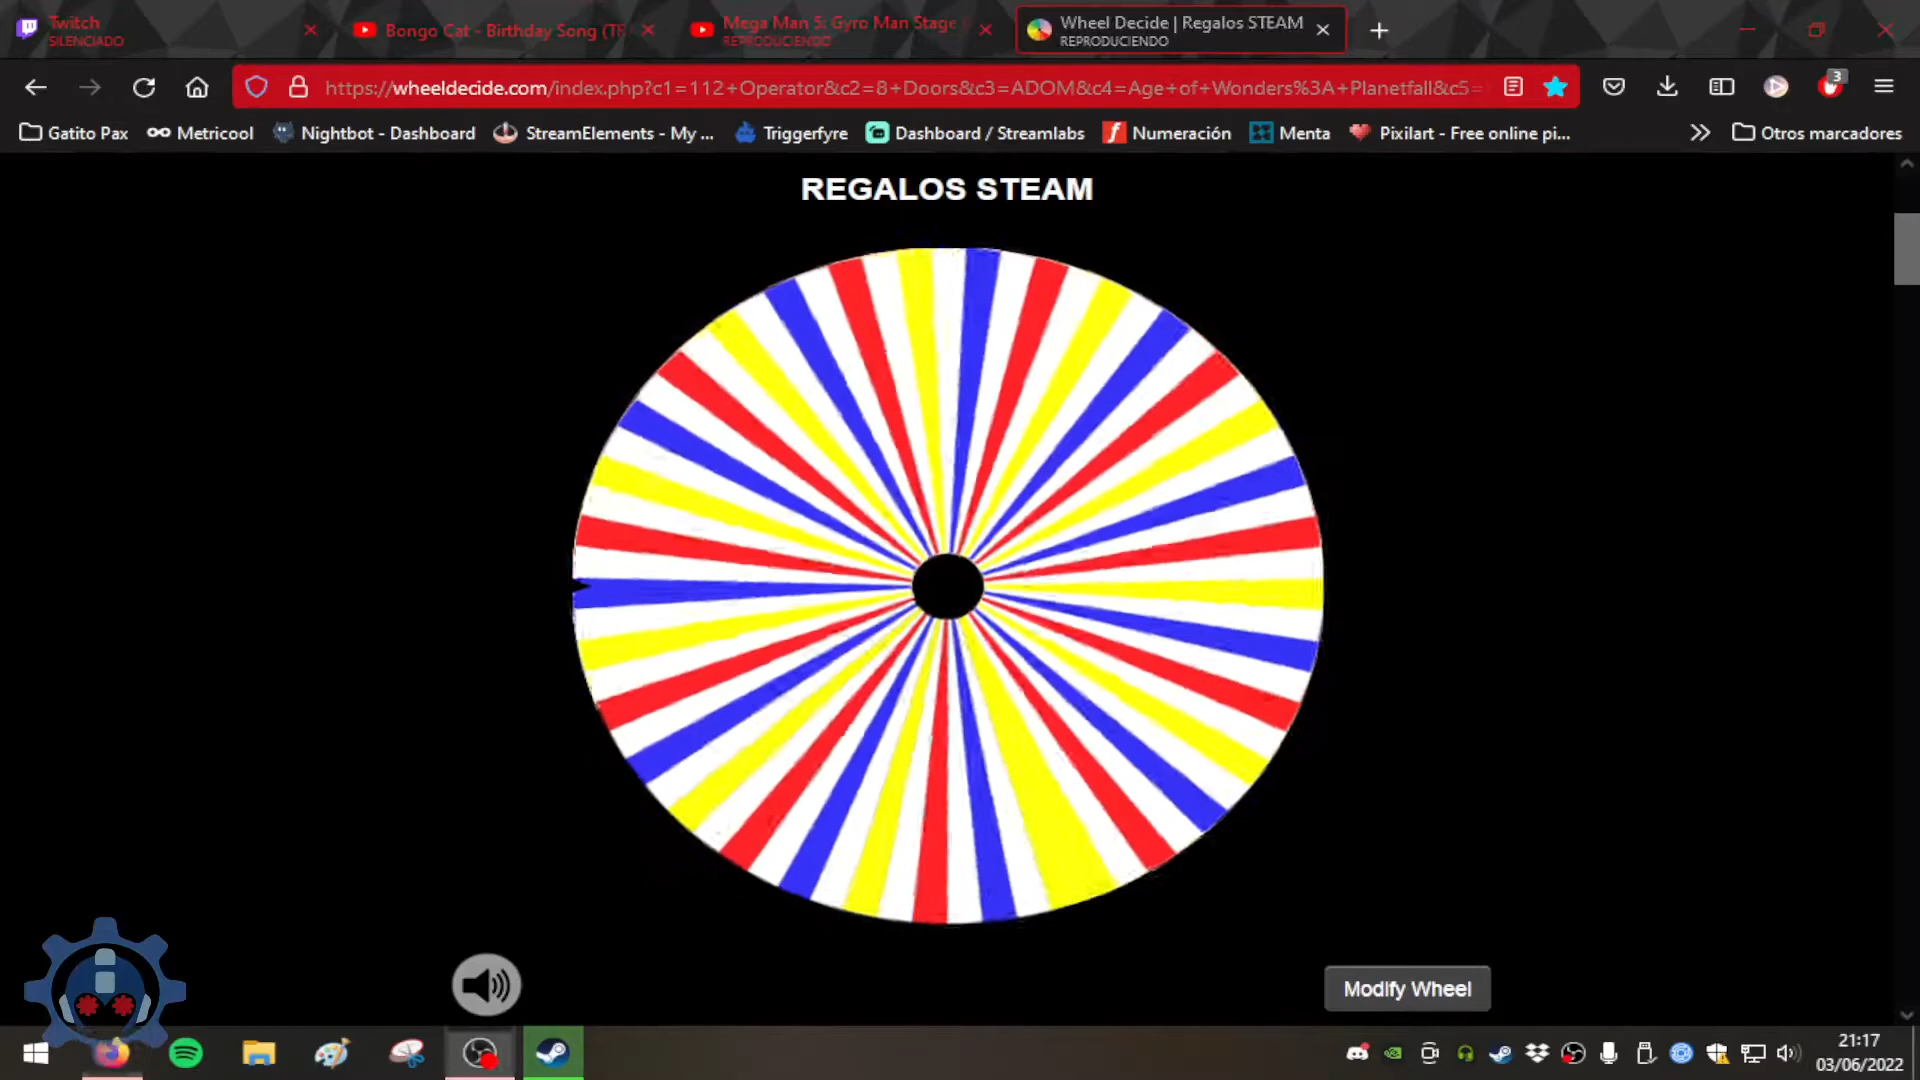 Twitch
SILENCIADO
Bongo Cat - Birthday Song (TE
Mega Man 5: Gyro Man Stage
REPRODUCIENDO
Wheel Decide | Regalos STEAM
REPRODUCIENDO
https://wheeldecide.com/index.php?c1=112+Operator&c2=8+Doors&c3=ADOM&c4=Age+of+Wonders%3A+Planetfall&c5=
3
Gatito Pax
Metricool
Nightbot - Dashboard
StreamElements - My ...
Triggerfyre
Dashboard / Streamlabs
Numeración
Menta
Pixilart - Free online pi...
Otros marcadores
REGALOS STEAM
Modify Wheel
21:17
03/06/2022